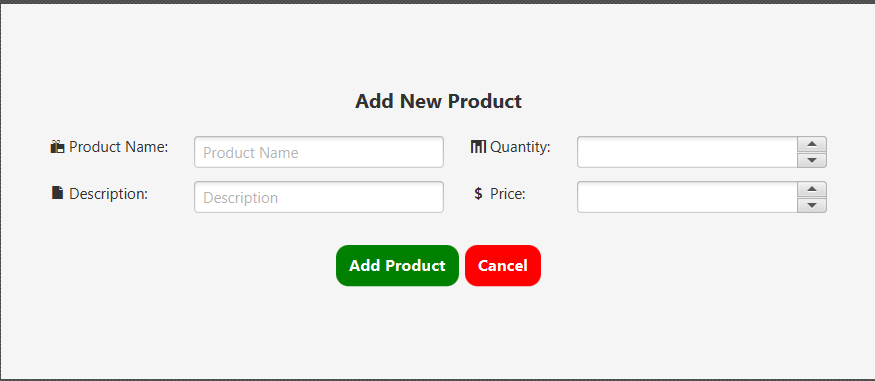 Add New Product
Product Name: Product Name Quantity:
Description: Description $ Price:
Add Product Cancel